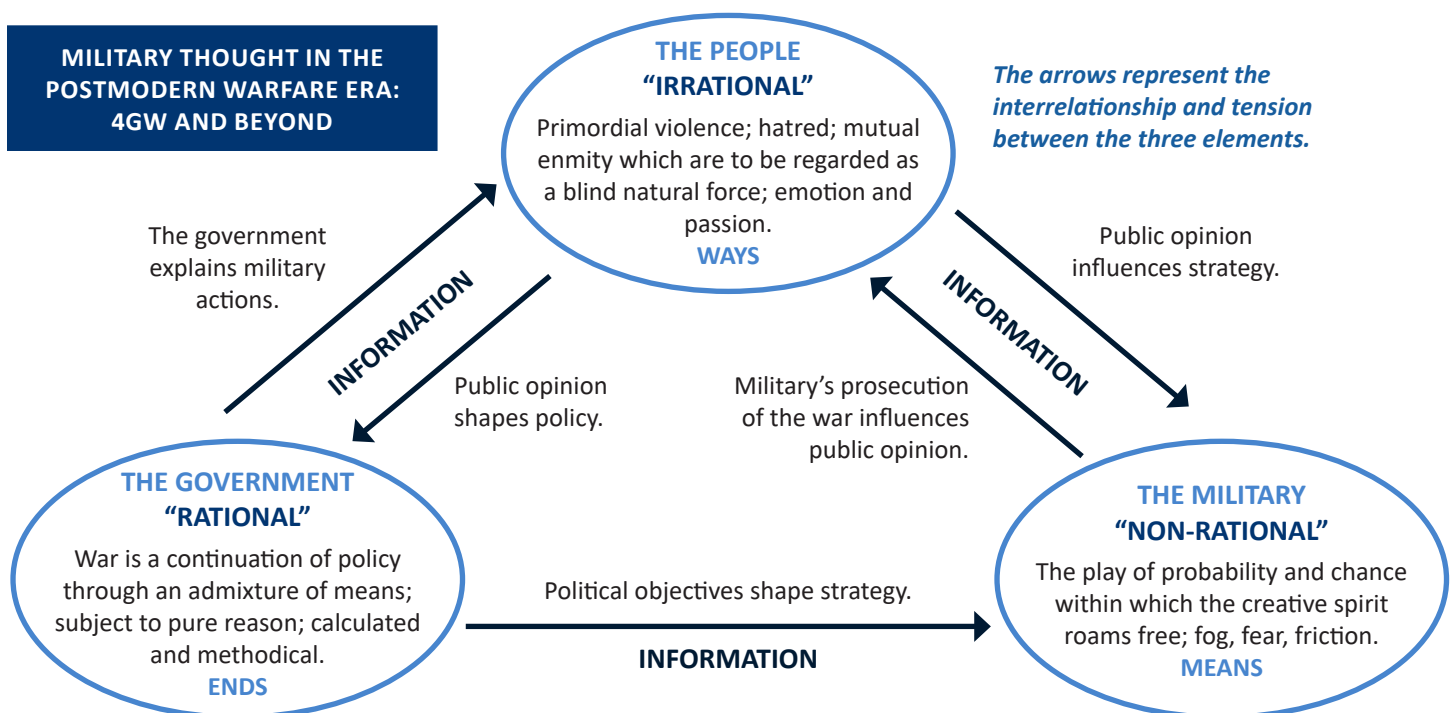 MILITARY THOUGHT IN THE
POSTMODERN WARFARE ERA:
4GW AND BEYOND
THE PEOPLE
“IRRATIONAL”
Primordial violence; hatred; mutual
enmity which are to be regarded as
a blind natural force; emotion and
passion.
WAYS
The arrows represent the
interrelationship and tension
between the three elements.
The government
explains military
actions.
INFORMATION
Public opinion
shapes policy.
Public opinion
influences strategy.
INFORMATION
Military’s prosecution
of the war influences
public opinion.
THE GOVERNMENT
“RATIONAL”
War is a continuation of policy
through an admixture of means;
subject to pure reason; calculated
and methodical.
ENDS
Political objectives shape strategy.
INFORMATION
THE MILITARY
“NON-RATIONAL”
The play of probability and chance
within which the creative spirit
roams free; fog, fear, friction.
MEANS